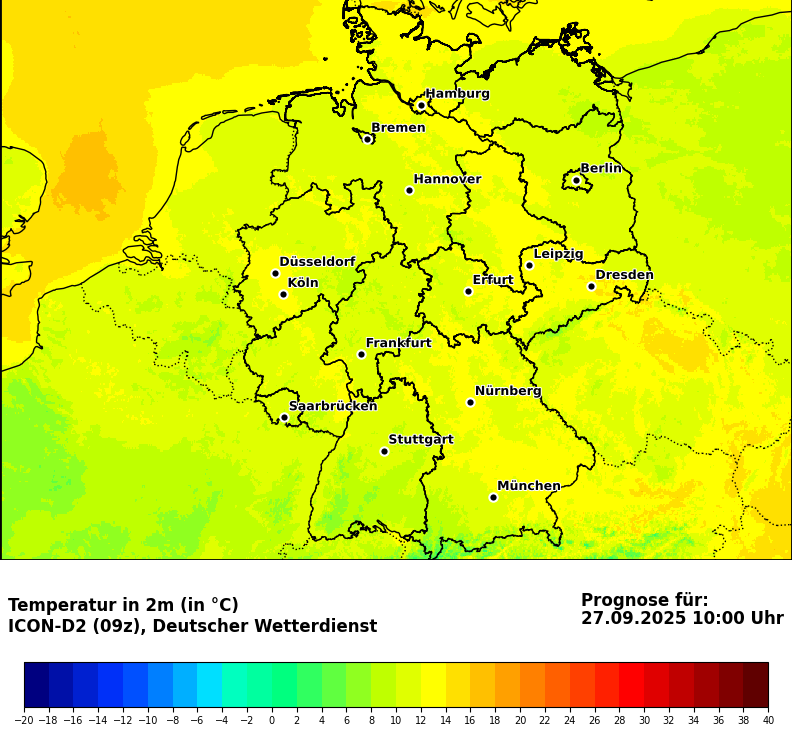 Hamburg
Bremen
Berlin
Hannover
Leipzig
Düsseldorf
Dresden
Köln
Erfurt
Frankfurt
Nürnberg
Saarbrücken
Stuttgart
München
Temperatur in 2m (in °C)
ICON-D2 (09z), Deutscher Wetterdienst
Prognose für:
27.09.2025 10:00 Uhr
−20 −18 −16 −14 −12 −10 −8 −6 −4 −2 0 2 4 6 8 10 12 14 16 18 20 22 24 26 28 30 32 34 36 38 40